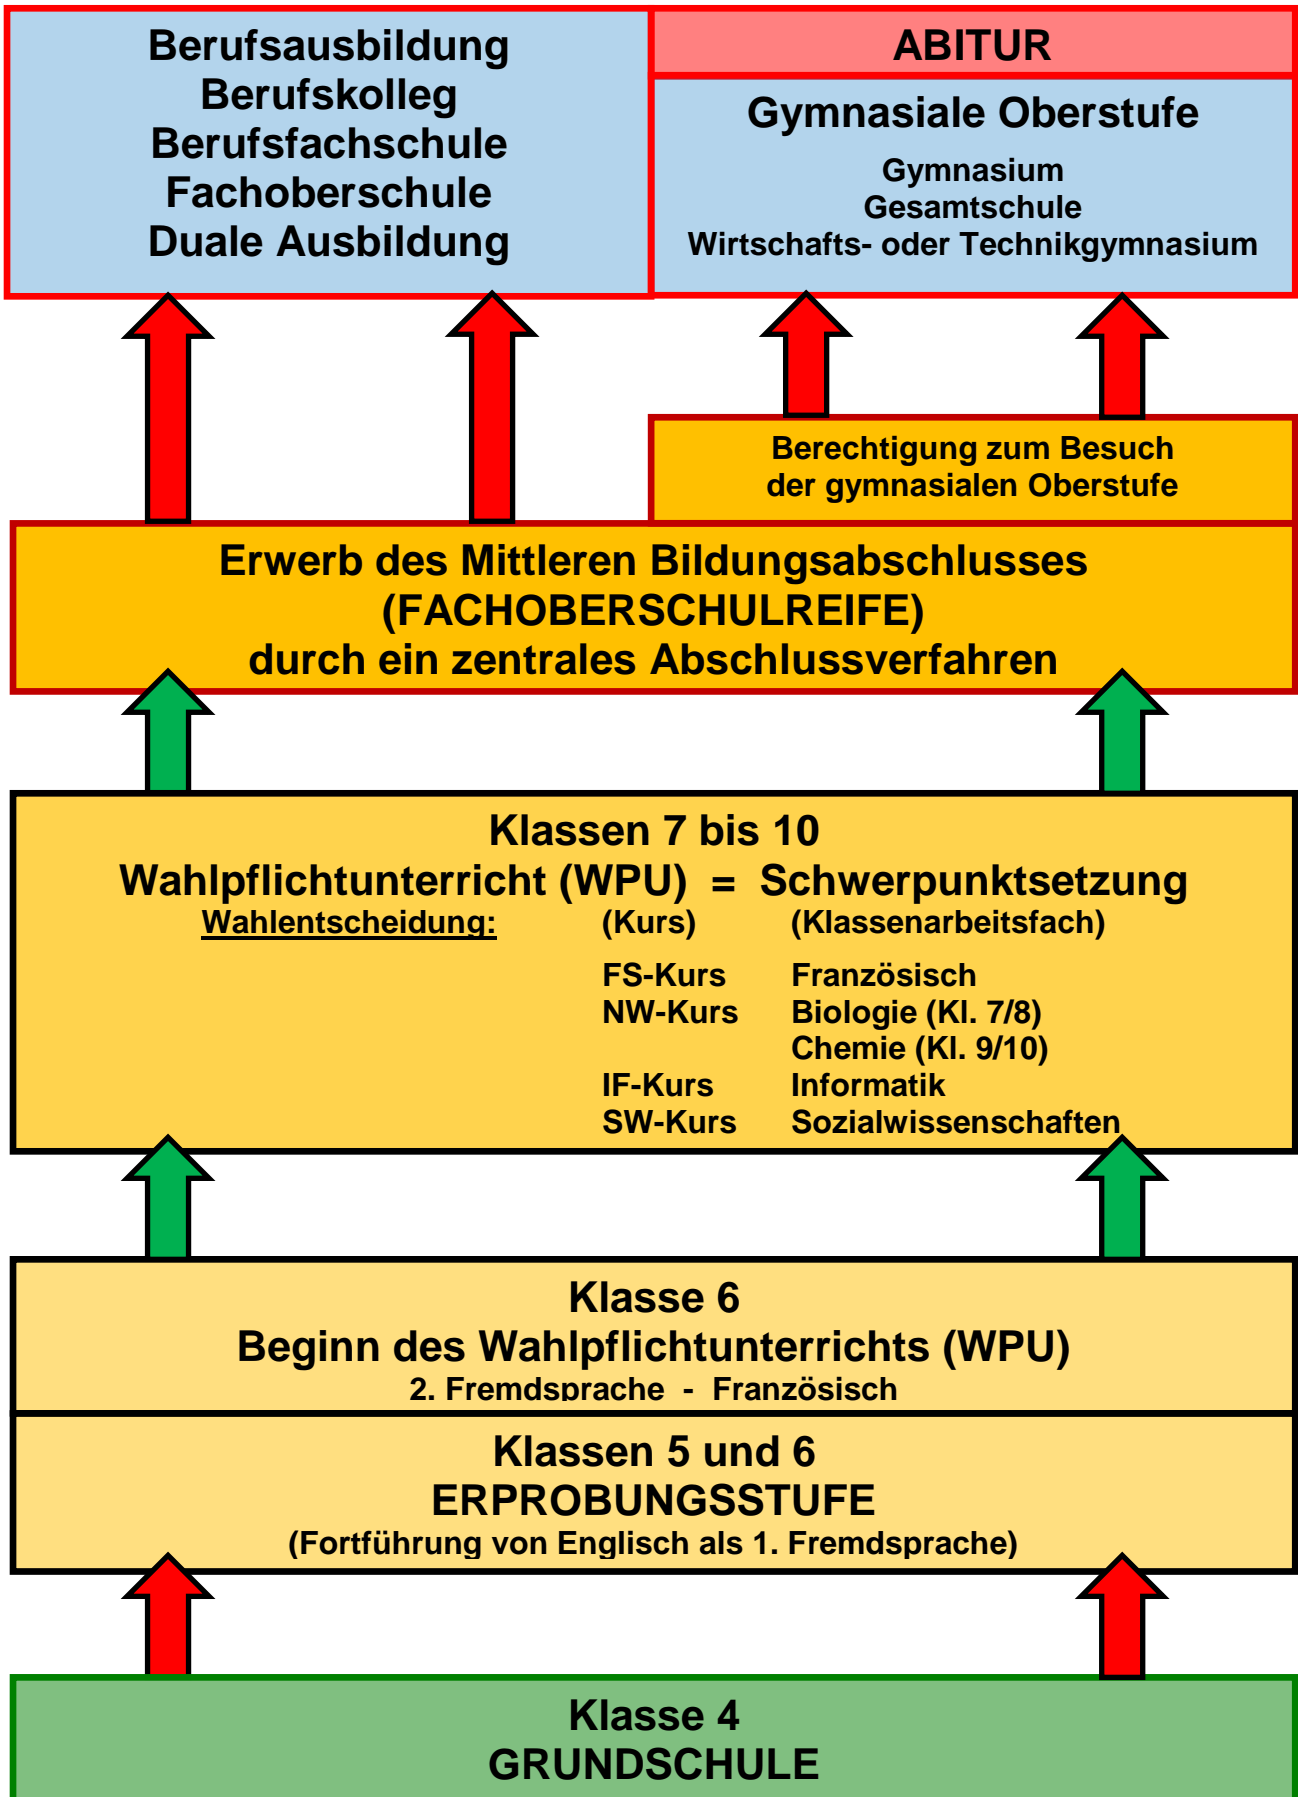 Berufsausbildung
Berufskolleg
Berufsfachschule
Fachoberschule
Duale Ausbildung
ABITUR
Gymnasiale Oberstufe
Gymnasium
Gesamtschule
Wirtschafts- oder Technikgymnasium
Berechtigung zum Besuch
der gymnasialen Oberstufe
Erwerb des Mittleren Bildungsabschlusses
(FACHOBERSCHULREIFE)
durch ein zentrales Abschlussverfahren
Klassen 7 bis 10
Wahlpflichtunterricht (WPU) = Schwerpunktsetzung
Wahlentscheidung: (Kurs) (Klassenarbeitsfach)
FS-Kurs Französisch
NW-Kurs Biologie (Kl. 7/8)
Chemie (Kl. 9/10)
IF-Kurs Informatik
SW-Kurs Sozialwissenschaften
Klasse 6
Beginn des Wahlpflichtunterrichts (WPU)
2. Fremdsprache - Französisch
Klassen 5 und 6
ERPROBUNGSSTUFE
(Fortführung von Englisch als 1. Fremdsprache)
Klasse 4
GRUNDSCHULE